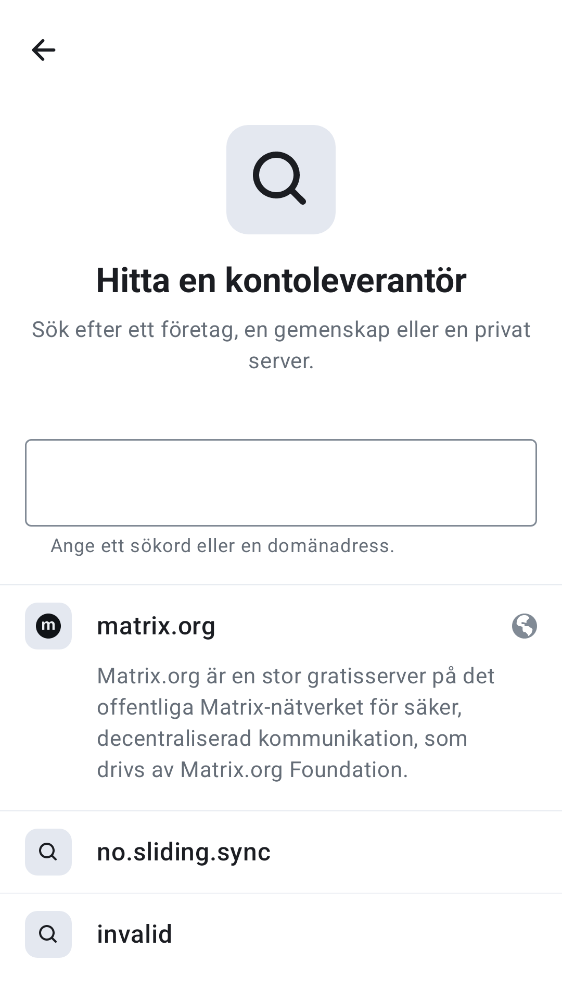 Hitta en kontoleverantör
Sök efter ett företag, en gemenskap eller en privat
server.
Ange ett sökord eller en domänadress.
m
matrix.org
Matrix.org är en stor gratisserver på det
offentliga Matrix-nätverket för säker,
decentraliserad kommunikation, som
drivs av Matrix.org Foundation.
no.sliding.sync
invalid